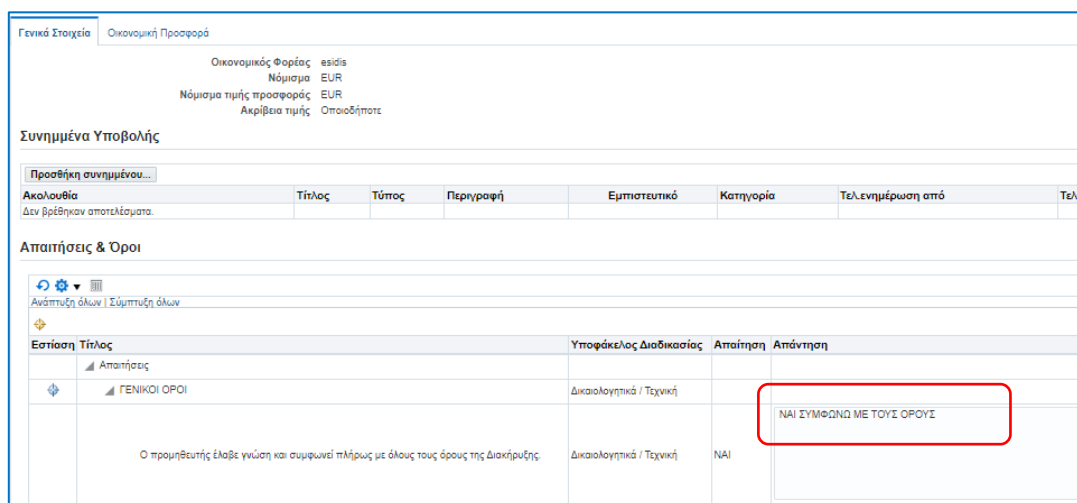 Γενικά Στοιχεία Οικονομική Προσφορά
Οικονομικός Φορέας esidis
Νόμισμα EUR
Νόμισμα τιμής προσφοράς EUR
Ακρίβεια τιμής Οποιοδήποτε
Συνημμένα Υποβολής
Προσθήκη συνημμένου...
Ακολουθία Τίτλος Τύπος Περιγραφή Εμπιστευτικό Κατηγορία Τελ.ενημέρωση από Τελ
Δεν βρέθηκαν αποτελέσματα.
Απαιτήσεις & Όροι
Ανάπτυξη όλων | Σύμπτυξη όλων
Εστίαση Τίτλος Υποφάκελος Διαδικασίας Απαίτηση Απάντηση
Απαιτήσεις
ΓΕΝΙΚΟΙ ΟΡΟΙ Δικαιολογητικά / Τεχνική
ΝΑΙ ΣΥΜΦΩΝΩ ΜΕ ΤΟΥΣ ΟΡΟΥΣ
Ο προμηθευτής έλαβε γνώση και συμφωνεί πλήρως με όλους τους όρους της Διακήρυξης. Δικαιολογητικά / Τεχνική ΝΑΙ